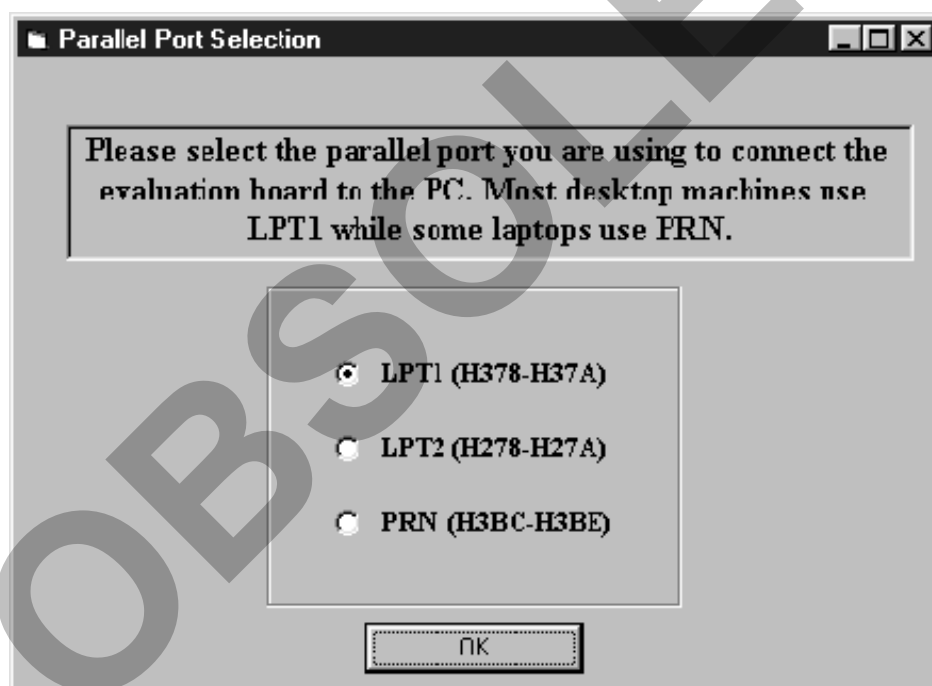 Parallel Port Selection
Please select the parallel port you are using to connect the
evaluation board to the PC. Most desktop machines use
LPT1 while some laptops use PRN.
LPT1 (H378-H37A)
LPT2 (H278-H27A)
PRN (H3BC-H3BE)
OK
OBSOLE